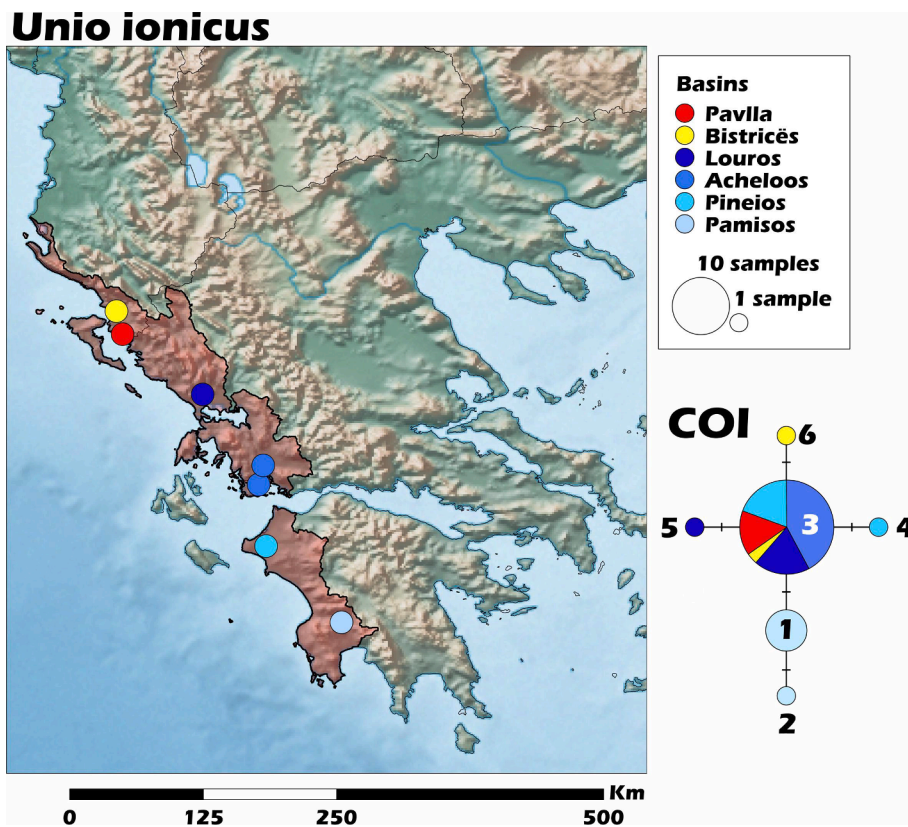 Unio ionicus
Basins
Pavlla
Bistricës
Louros
Acheloos
Pineios
Pamisos
10 samples
1 sample
COI
6
5
3
4
1
2
Km
0 125 250 500